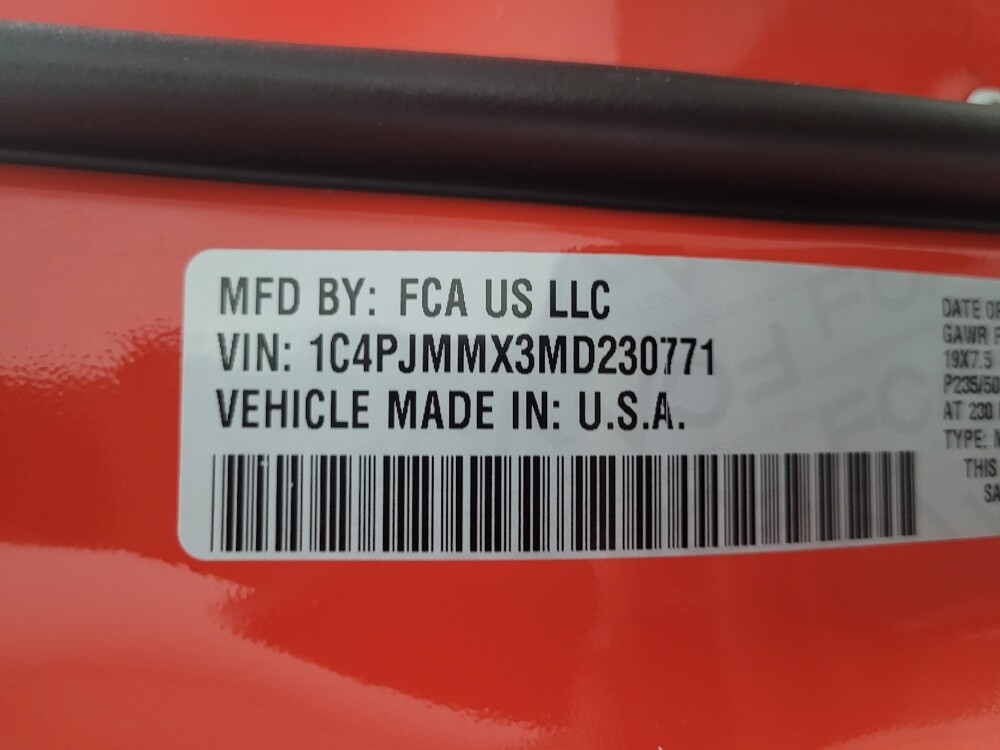 MFD BY: FCA US LLC
VIN: 1C4PJMMX3MD230771
VEHICLE MADE IN: U.S.A.
DATE OF
GAWR
19X7.5
P235/50
AT 230
TYPE:
THIS